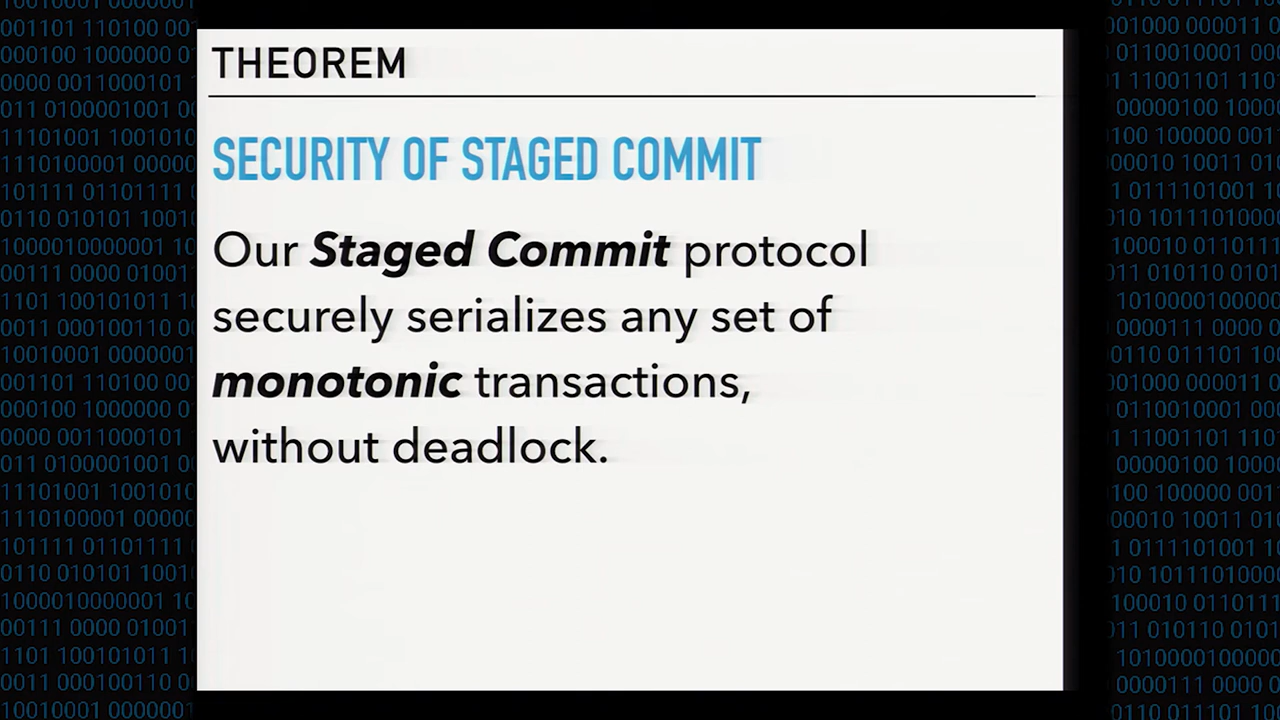 THEOREM
SECURITY OF STAGED COMMIT
Our Staged Commit protocol
securely serializes any set of
monotonic transactions,
without deadlock.